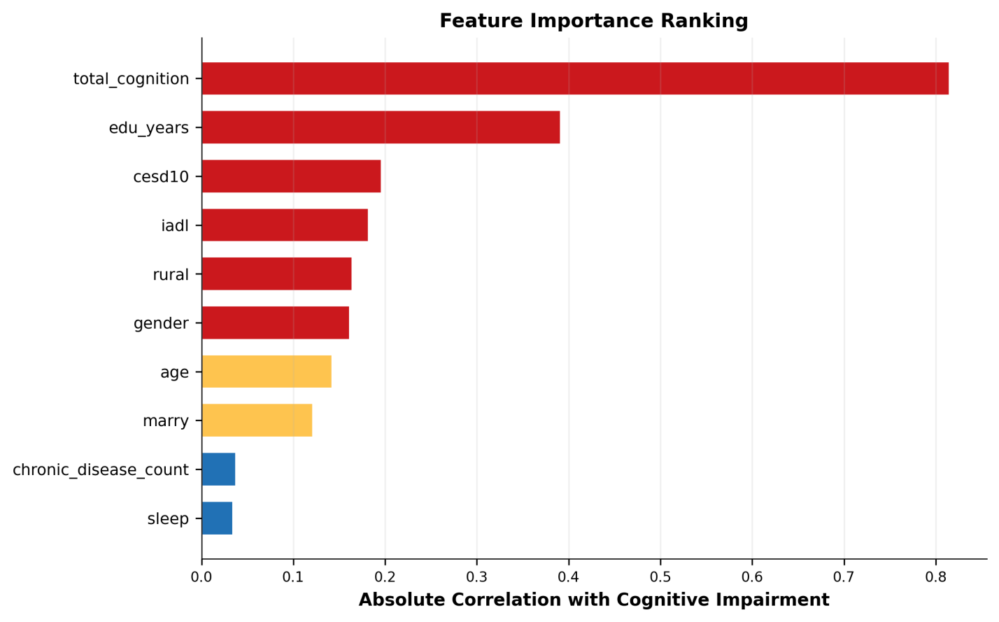 Feature Importance Ranking
total_cognition
edu_years
cesd10
iadl
rural
gender
age
marry
chronic_disease_count
sleep
0.0 0.1 0.2 0.3 0.4 0.5 0.6 0.7 0.8
Absolute Correlation with Cognitive Impairment